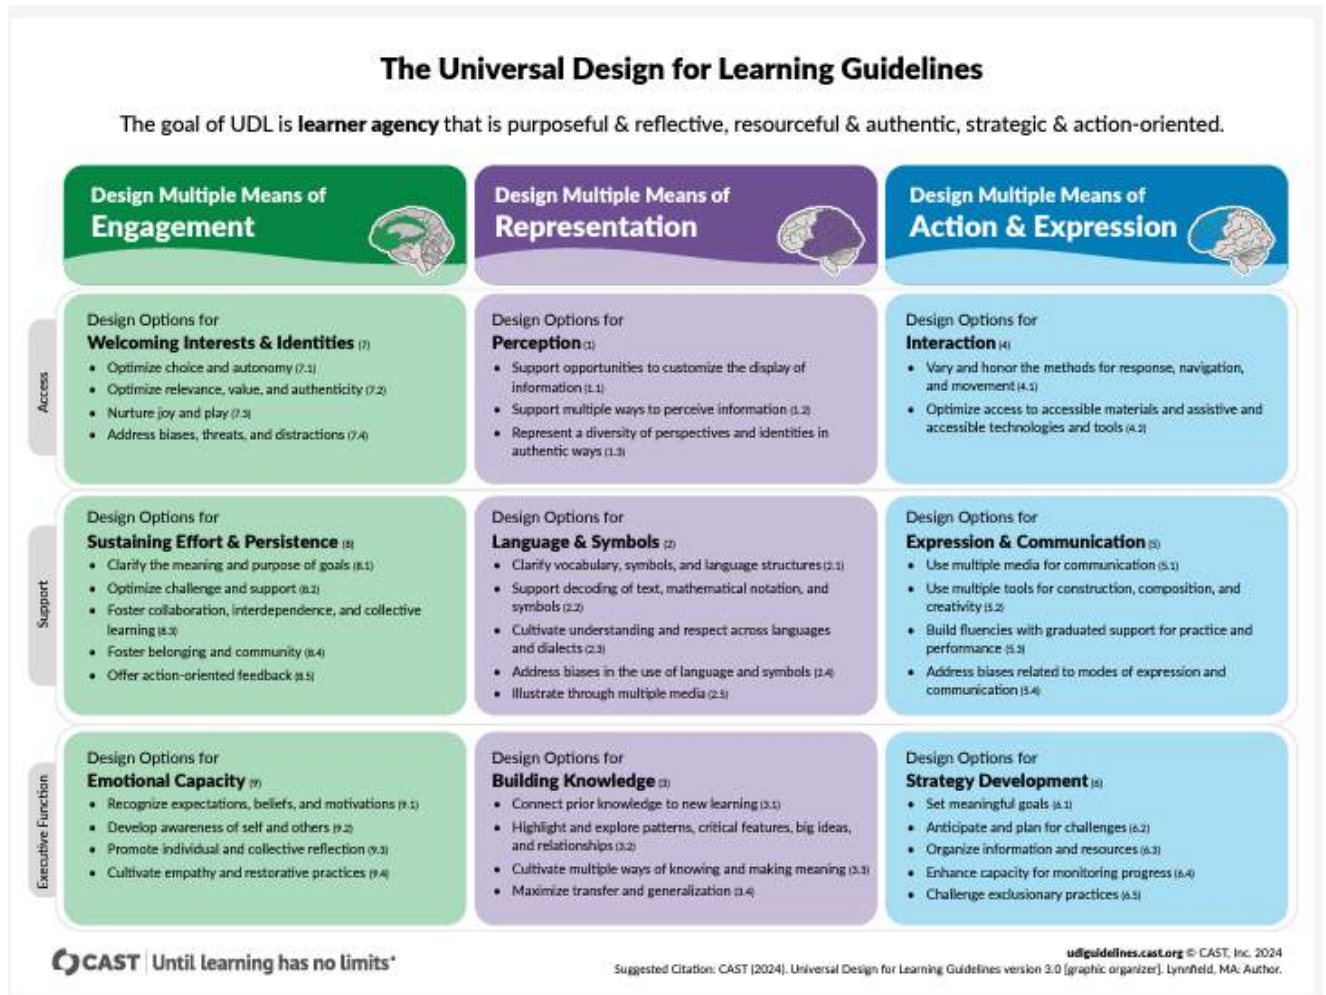 The Universal Design for Learning Guidelines
The goal of UDL is learner agency that is purposeful & reflective, resourceful & authentic, strategic & action-oriented.
Design Multiple Means of
Engagement
Design Multiple Means of
Representation
Design Multiple Means of
Action & Expression
Access
Design Options for
Welcoming Interests & Identities (7)
• Optimize choice and autonomy (7.1)
• Optimize relevance, value, and authenticity (7.2)
• Nurture joy and play (7.3)
• Address biases, threats, and distractions (7.4)
Design Options for
Perception (1)
• Support opportunities to customize the display of
information (1.1)
• Support multiple ways to perceive information (1.2)
• Represent a diversity of perspectives and identities in
authentic ways (1.3)
Design Options for
Interaction (4)
• Vary and honor the methods for response, navigation,
and movement (4.1)
• Optimize access to accessible materials and assistive and
accessible technologies and tools (4.2)
Support
Design Options for
Sustaining Effort & Persistence (8)
• Clarify the meaning and purpose of goals (8.1)
• Optimize challenge and support (8.2)
• Foster collaboration, interdependence, and collective
learning (8.3)
• Foster belonging and community (8.4)
• Offer action-oriented feedback (8.5)
Design Options for
Language & Symbols (2)
• Clarify vocabulary, symbols, and language structures (2.1)
• Support decoding of text, mathematical notation, and
symbols (2.2)
• Cultivate understanding and respect across languages
and dialects (2.3)
• Address biases in the use of language and symbols (2.4)
• Illustrate through multiple media (2.5)
Design Options for
Expression & Communication (5)
• Use multiple media for communication (5.1)
• Use multiple tools for construction, composition, and
creativity (5.2)
• Build fluencies with graduated support for practice and
performance (5.3)
• Address biases related to modes of expression and
communication (5.4)
Executive Function
Design Options for
Emotional Capacity (9)
• Recognize expectations, beliefs, and motivations (9.1)
• Develop awareness of self and others (9.2)
• Promote individual and collective reflection (9.3)
• Cultivate empathy and restorative practices (9.4)
Design Options for
Building Knowledge (3)
• Connect prior knowledge to new learning (3.1)
• Highlight and explore patterns, critical features, big ideas,
and relationships (3.2)
• Cultivate multiple ways of knowing and making meaning (3.3)
• Maximize transfer and generalization (3.4)
Design Options for
Strategy Development (6)
• Set meaningful goals (6.1)
• Anticipate and plan for challenges (6.2)
• Organize information and resources (6.3)
• Enhance capacity for monitoring progress (6.4)
• Challenge exclusionary practices (6.5)
CAST | Until learning has no limits*
udlguidelines.cast.org © CAST, Inc. 2024
Suggested Citation: CAST (2024). Universal Design for Learning Guidelines version 3.0 [graphic organizer]. Lynnfield, MA: Author.